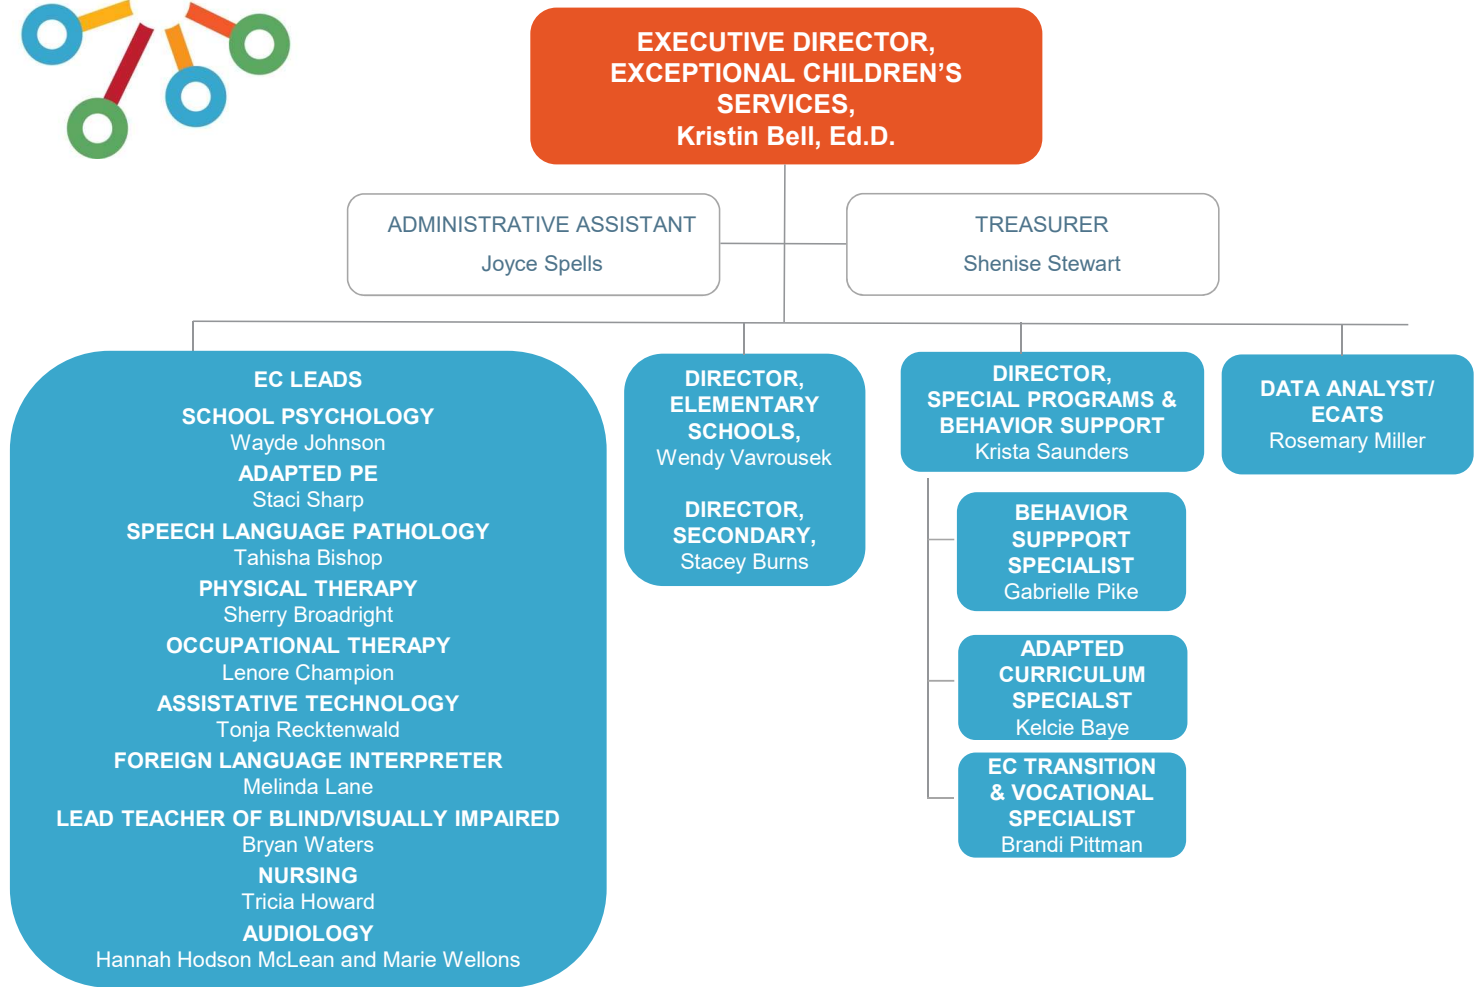 EXECUTIVE DIRECTOR,
EXCEPTIONAL CHILDREN’S
SERVICES,
Kristin Bell, Ed.D.
ADMINISTRATIVE ASSISTANT
Joyce Spells
TREASURER
Shenise Stewart
EC LEADS
SCHOOL PSYCHOLOGY
Wayde Johnson
ADAPTED PE
Staci Sharp
SPEECH LANGUAGE PATHOLOGY
Tahisha Bishop
PHYSICAL THERAPY
Sherry Broadright
OCCUPATIONAL THERAPY
Lenore Champion
ASSISTATIVE TECHNOLOGY
Tonja Recktenwald
FOREIGN LANGUAGE INTERPRETER
Melinda Lane
LEAD TEACHER OF BLIND/VISUALLY IMPAIRED
Bryan Waters
NURSING
Tricia Howard
AUDIOLOGY
Hannah Hodson McLean and Marie Wellons
DIRECTOR,
ELEMENTARY
SCHOOLS,
Wendy Vavrousek
DIRECTOR,
SECONDARY,
Stacey Burns
DIRECTOR,
SPECIAL PROGRAMS &
BEHAVIOR SUPPORT
Krista Saunders
BEHAVIOR
SUPPPORT
SPECIALIST
Gabrielle Pike
ADAPTED
CURRICULUM
SPECIALST
Kelcie Baye
EC TRANSITION
& VOCATIONAL
SPECIALIST
Brandi Pittman
DATA ANALYST/
ECATS
Rosemary Miller